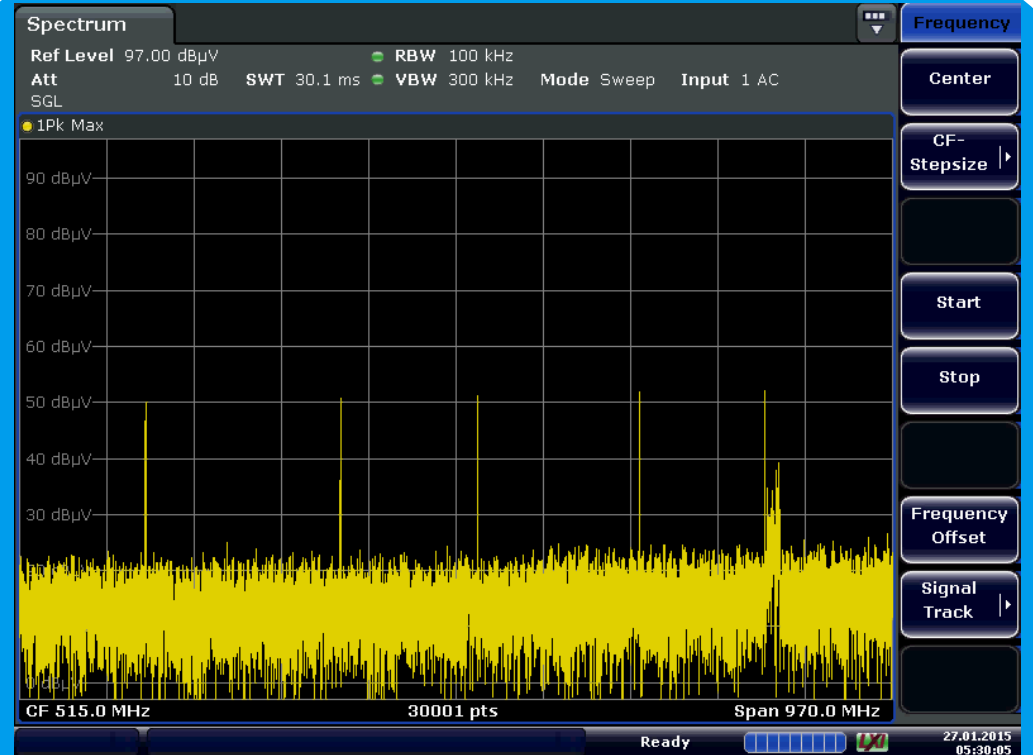 Spectrum
Frequency
Ref Level 97.00 dBµV RBW 100 kHz
Att 10 dB SWT 30.1 ms VBW 300 kHz Mode Sweep Input 1 AC
SGL
1Pk Max
90 dBµV
80 dBµV
70 dBµV
60 dBµV
50 dBµV
40 dBµV
30 dBµV
CF 515.0 MHz 30001 pts Span 970.0 MHz
Center
CF-
Stepsize
Start
Stop
Frequency
Offset
Signal
Track
Ready
LXI
27.01.2015
05:30:05